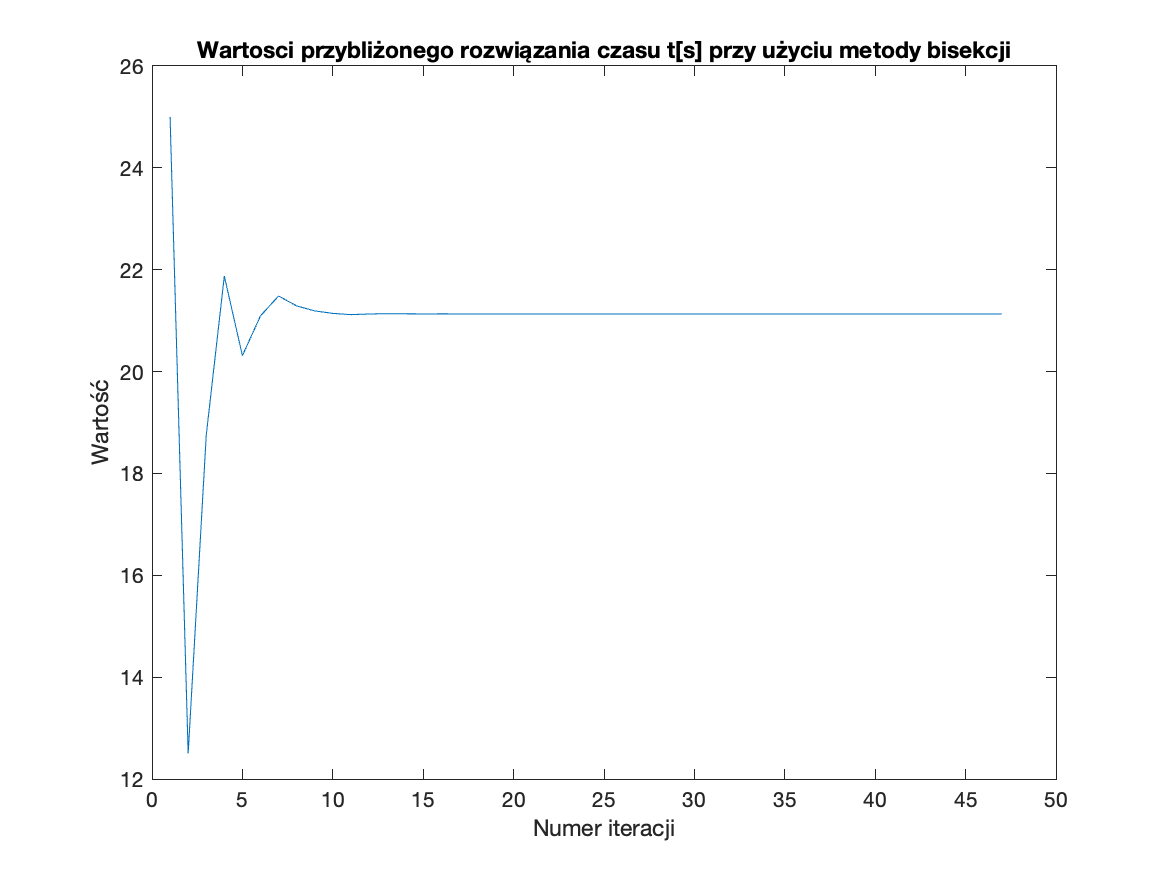 Wartosci przybliżonego rozwiązania czasu t[s] przy użyciu metody bisekcji
26
24
22
20
18
16
14
12
Wartość
0 5 10 15 20 25 30 35 40 45 50
Numer iteracji